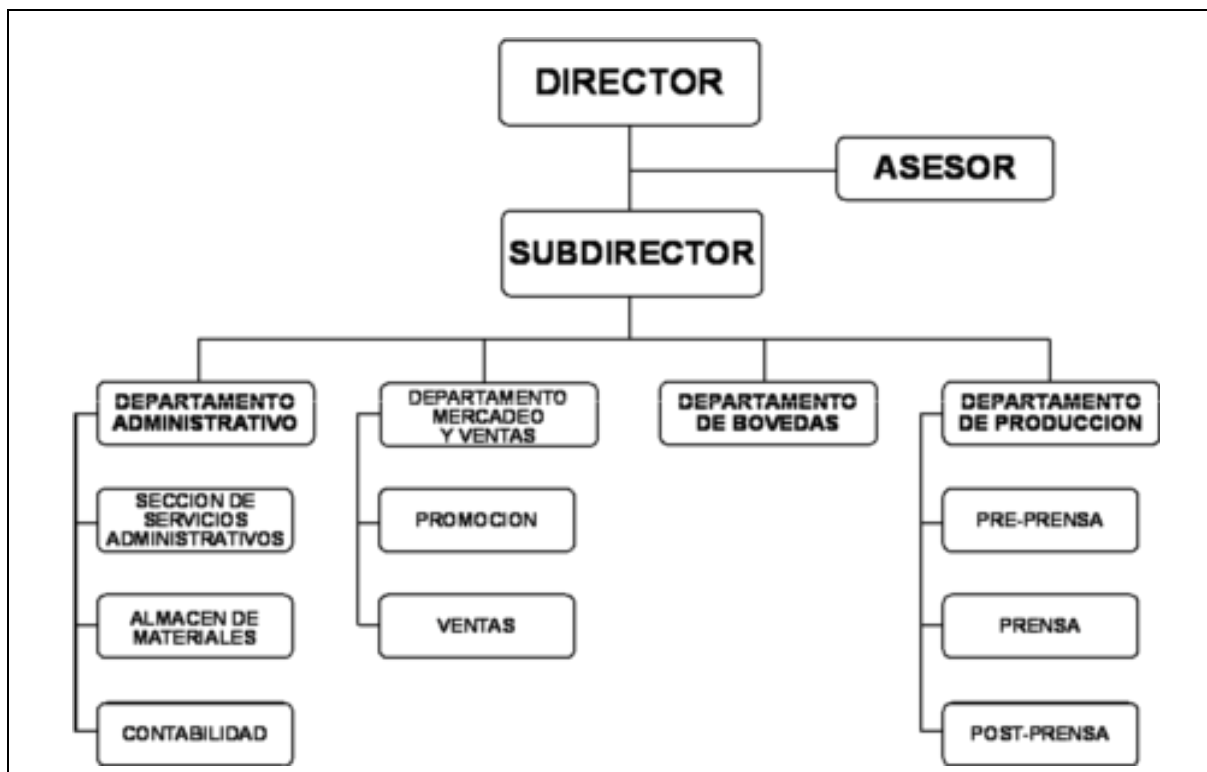 DIRECTOR
ASESOR
SUBDIRECTOR
DEPARTAMENTO
ADMINISTRATIVO
SECCION DE
SERVICIOS
ADMINISTRATIVOS
ALMACEN DE
MATERIALES
CONTABILIDAD
DEPARTAMENTO
MERCADEO
Y VENTAS
PROMOCION
VENTAS
DEPARTAMENTO
DE BOVEDAS
DEPARTAMENTO
DE PRODUCCION
PRE-PRENSA
PRENSA
POST-PRENSA